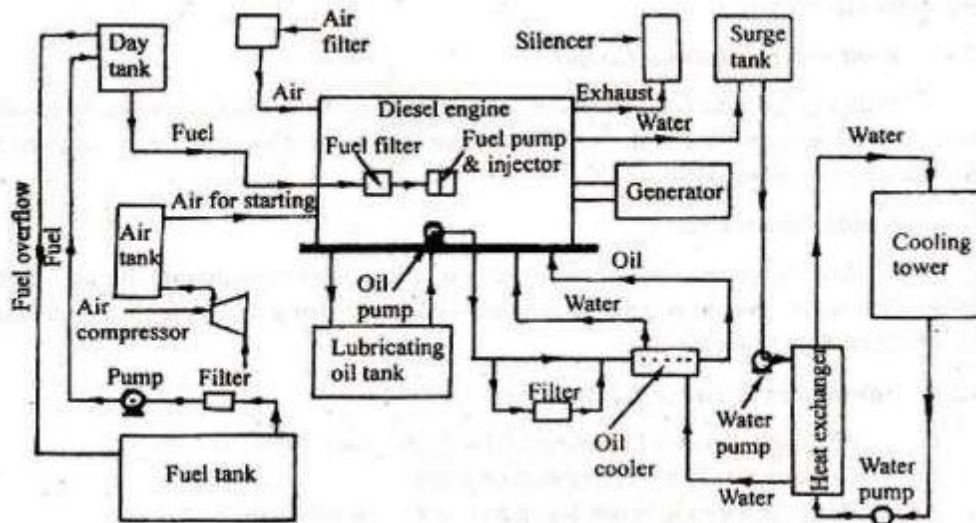 Day
tank
Air
filter
Silencer
Surge
tank
Air
Exhaust
Diesel engine
Water
Water
Fuel
Fuel filter
Fuel pump
& injector
Generator
Air for starting
Fuel overflow
Fuel
Air
tank
Cooling
tower
Oil
Oil
pump
Water
Air
compressor
Lubricating
oil tank
Pump
Filter
Filter
Oil
cooler
Water
pump
Heat exchanger
Fuel tank
Water
Water
pump